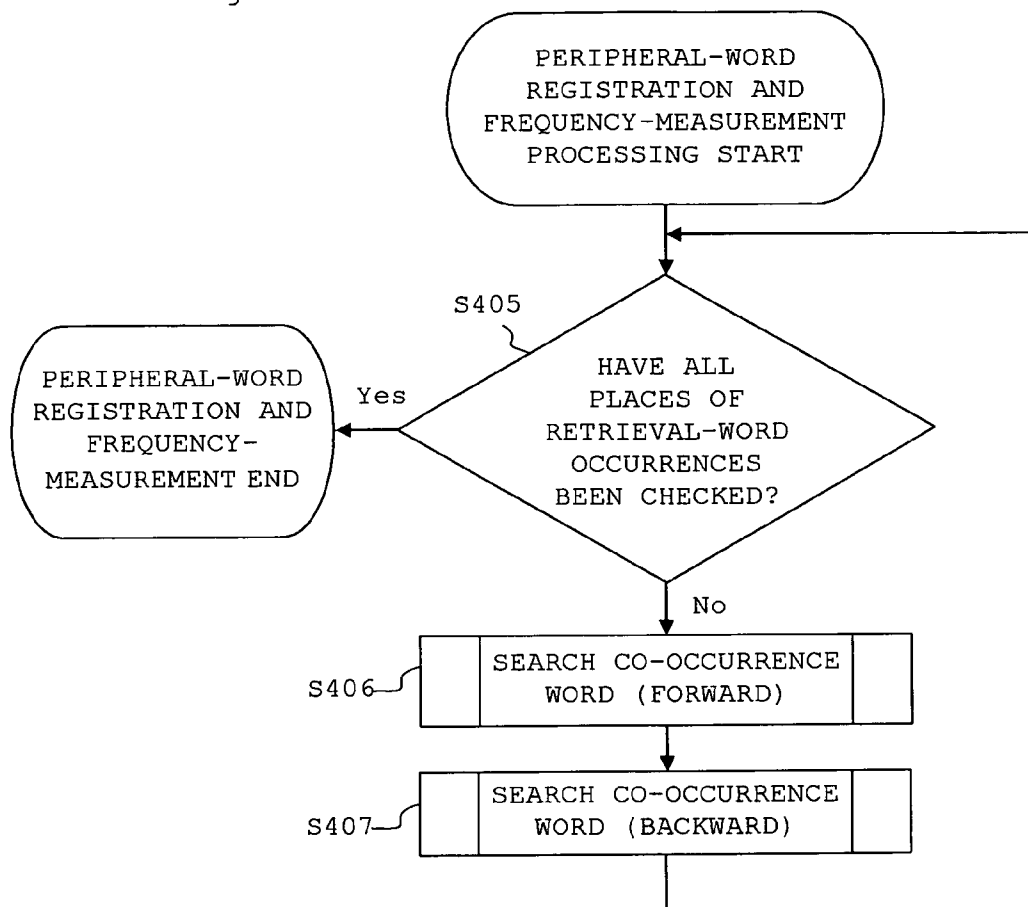 PERIPHERAL-WORD
REGISTRATION AND
FREQUENCY-MEASUREMENT
PROCESSING START
S405
HAVE ALL
PLACES OF
RETRIEVAL-WORD
OCCURRENCES
BEEN CHECKED?
Yes
PERIPHERAL-WORD
REGISTRATION AND
FREQUENCY-
MEASUREMENT END
No
S406
SEARCH CO-OCCURRENCE
WORD (FORWARD)
S407
SEARCH CO-OCCURRENCE
WORD (BACKWARD)